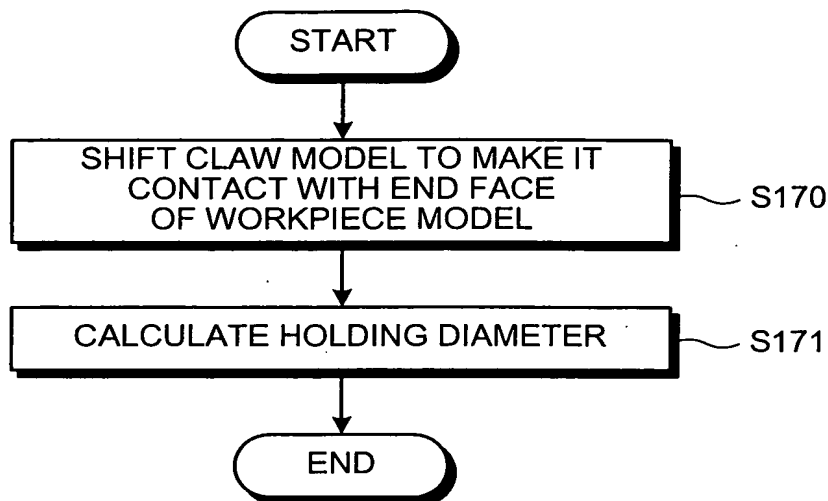 START
SHIFT CLAW MODEL TO MAKE IT
CONTACT WITH END FACE
OF WORKPIECE MODEL
S170
CALCULATE HOLDING DIAMETER
S171
END